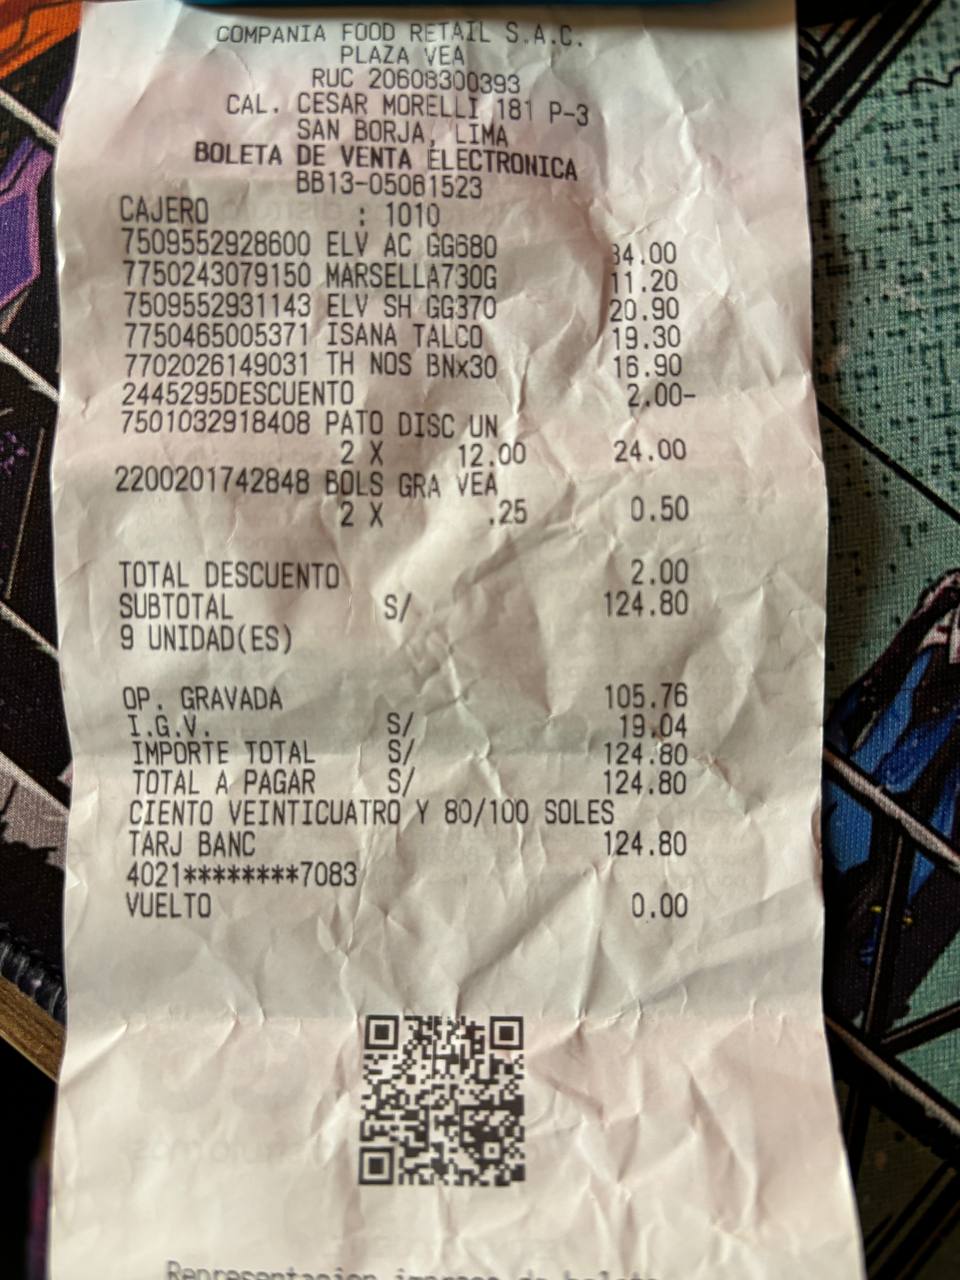 COMPANIA FOOD RETAIL S.A.C.
PLAZA VEA
RUC 20608300393
CAL. CESAR MORELLI 181 P-3
SAN BORJA, LIMA
BOLETA DE VENTA ELECTRONICA
BB13-05061523
CAJERO : 1010
7509552928600 ELV AC GG680 34.00
7750243079150 MARSELLA730G 11.20
7509552931143 ELV SH GG370 20.90
7750465005371 ISANA TALCO 19.30
7702026149031 TH NOS BNx30 16.90
2445295DESCUENTO 2.00-
7501032918408 PATO DISC UN
2 X 12.00 24.00
2200201742848 BOLS GRA VEA
2 X .25 0.50
TOTAL DESCUENTO 2.00
SUBTOTAL S/ 124.80
9 UNIDAD(ES)
OP. GRAVADA 105.76
I.G.V. S/ 19.04
IMPORTE TOTAL S/ 124.80
TOTAL A PAGAR S/ 124.80
CIENTO VEINTICUATRO Y 80/100 SOLES
TARJ BANC 124.80
4021********7083
VUELTO 0.00
Representacion impresa de boleta